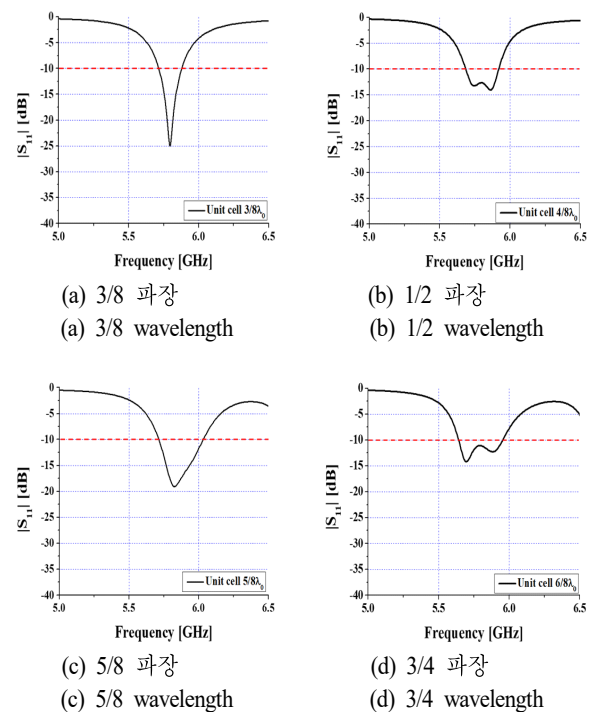 0
-5
-10
-15
-20
-25
-30
-35
-40
|S₁₁| [dB]
Unit cell 3/8λ₀
5.0 5.5 6.0 6.5
Frequency [GHz]
(a) 3/8 파장
(a) 3/8 wavelength
0
-5
-10
-15
-20
-25
-30
-35
-40
|S₁₁| [dB]
Unit cell 4/8λ₀
5.0 5.5 6.0 6.5
Frequency [GHz]
(b) 1/2 파장
(b) 1/2 wavelength
0
-5
-10
-15
-20
-25
-30
-35
-40
|S₁₁| [dB]
Unit cell 5/8λ₀
5.0 5.5 6.0 6.5
Frequency [GHz]
(c) 5/8 파장
(c) 5/8 wavelength
0
-5
-10
-15
-20
-25
-30
-35
-40
|S₁₁| [dB]
Unit cell 6/8λ₀
5.0 5.5 6.0 6.5
Frequency [GHz]
(d) 3/4 파장
(d) 3/4 wavelength